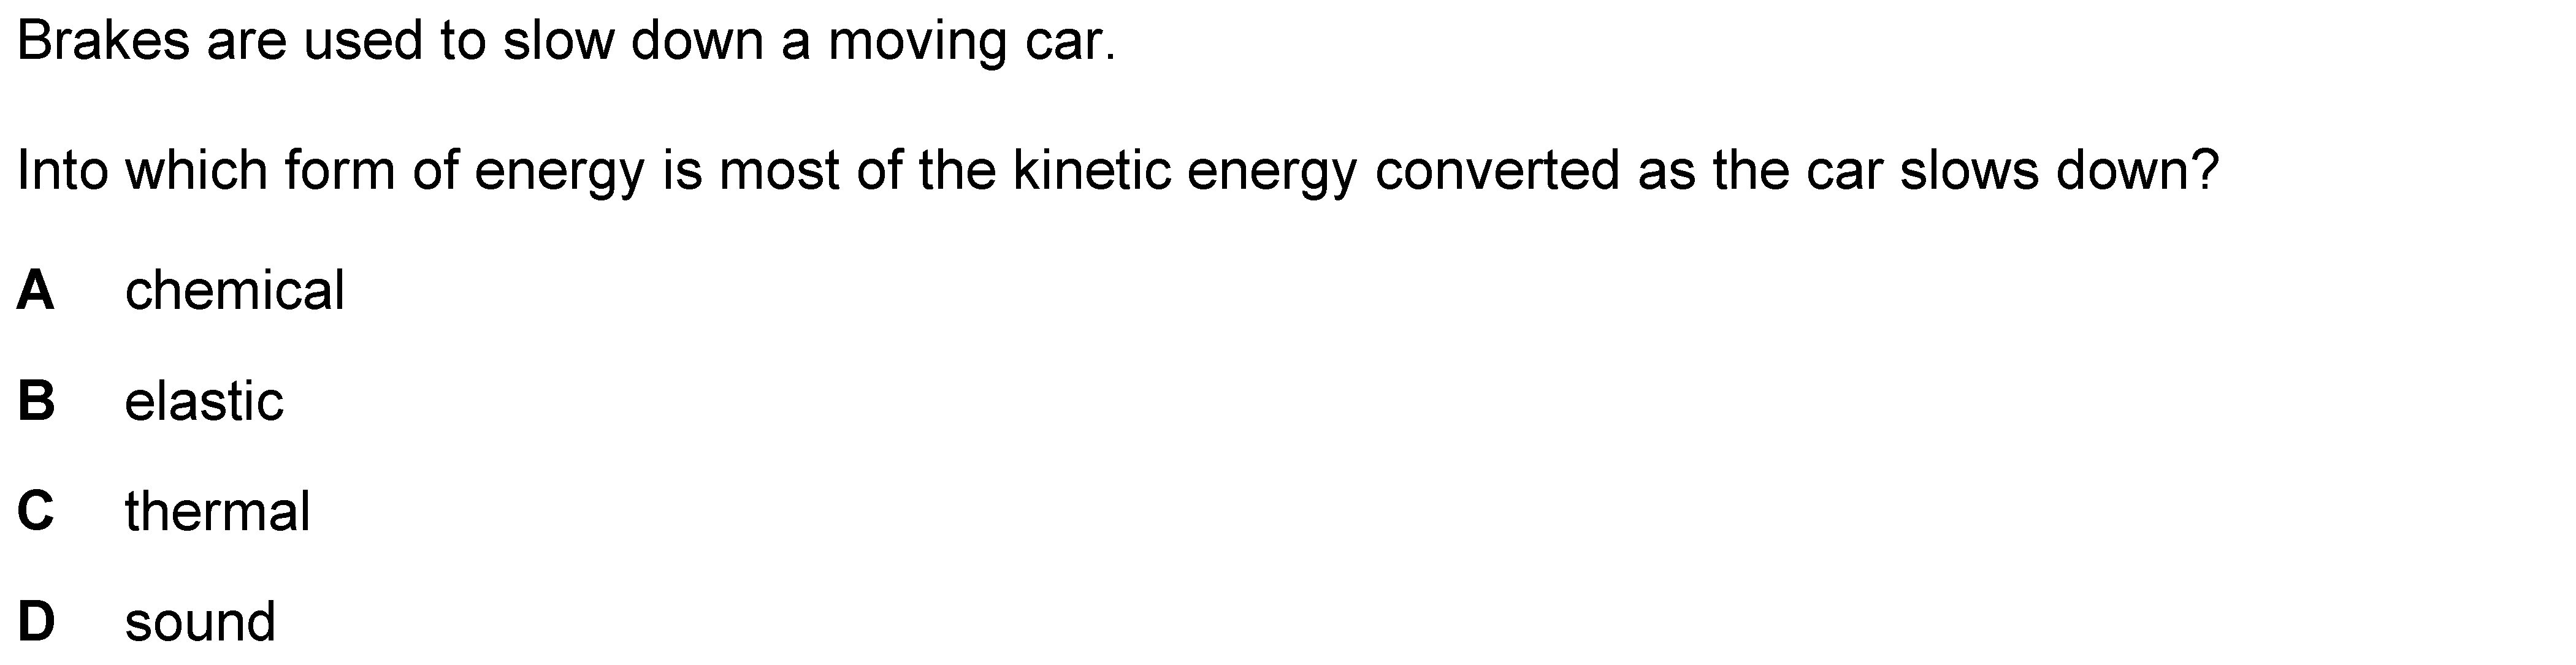 Brakes are used to slow down a moving car.
Into which form of energy is most of the kinetic energy converted as the car slows down?
A chemical
B elastic
C thermal
D sound